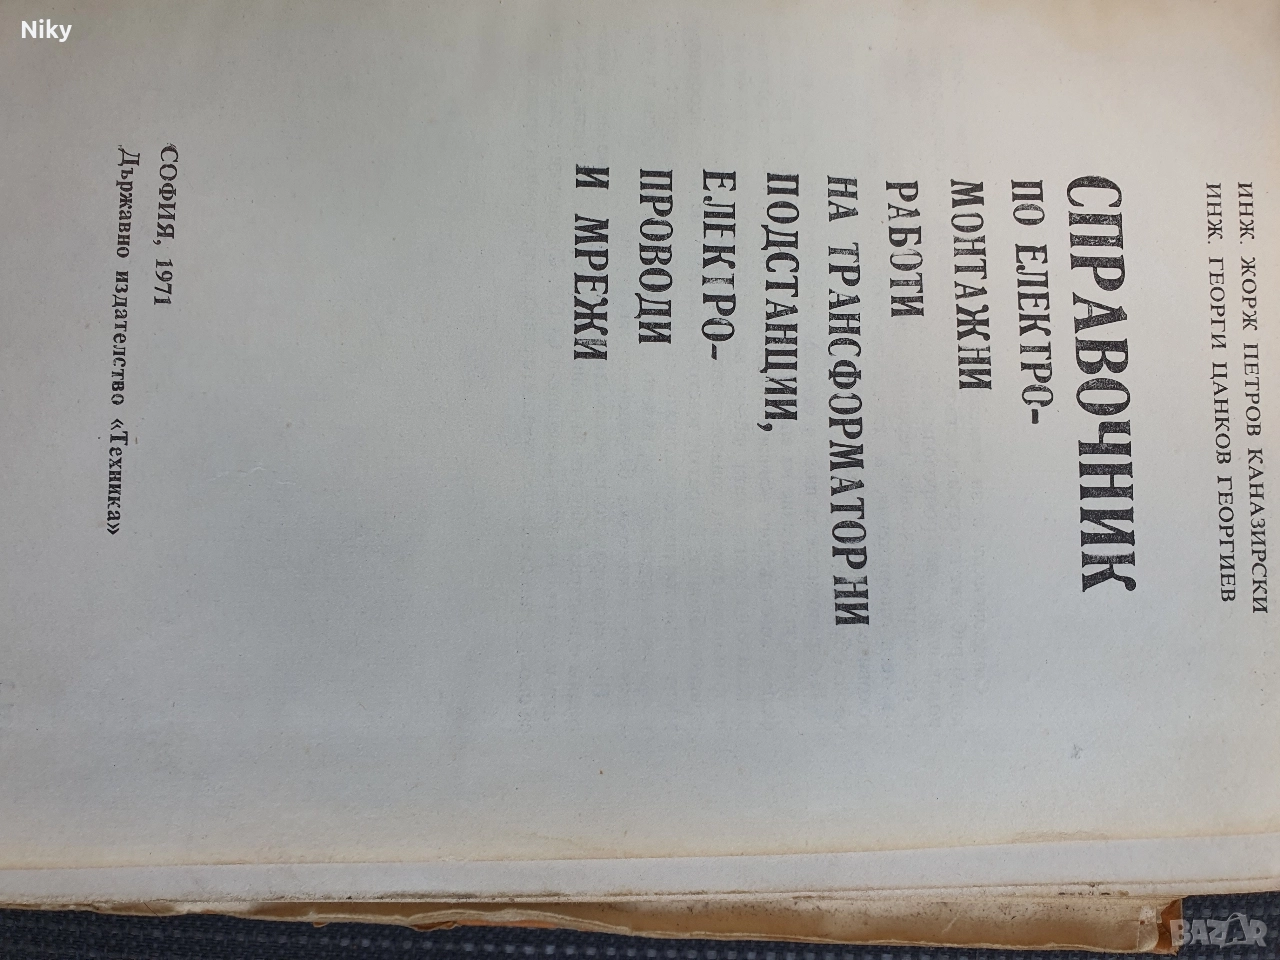 Niky
ИНЖ. ЖОРЖ ПЕТРОВ КАНАЗИРСКИ
ИНЖ. ГЕОРГИ ЦАНКОВ ГЕОРГИЕВ
СПРАВОЧНИК
ПО ЕЛЕКТРО-
МОНТАЖНИ
РАБОТИ
НА ТРАНСФОРМАТОРНИ
ПОДСТАНЦИИ,
ЕЛЕКТРО-
ПРОВОДИ
И МРЕЖИ
СОФИЯ, 1971
Държавно издателство «Техника»
BAZAR